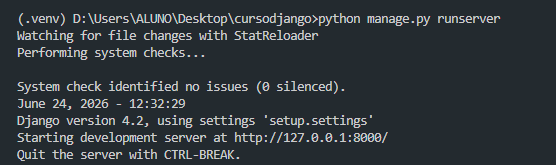 (.venv) D:\Users\ALUNO\Desktop\cursodjango>python manage.py runserver
Watching for file changes with StatReloader
Performing system checks...
System check identified no issues (0 silenced).
June 24, 2026 - 12:32:29
Django version 4.2, using settings 'setup.settings'
Starting development server at http://127.0.0.1:8000/
Quit the server with CTRL-BREAK.